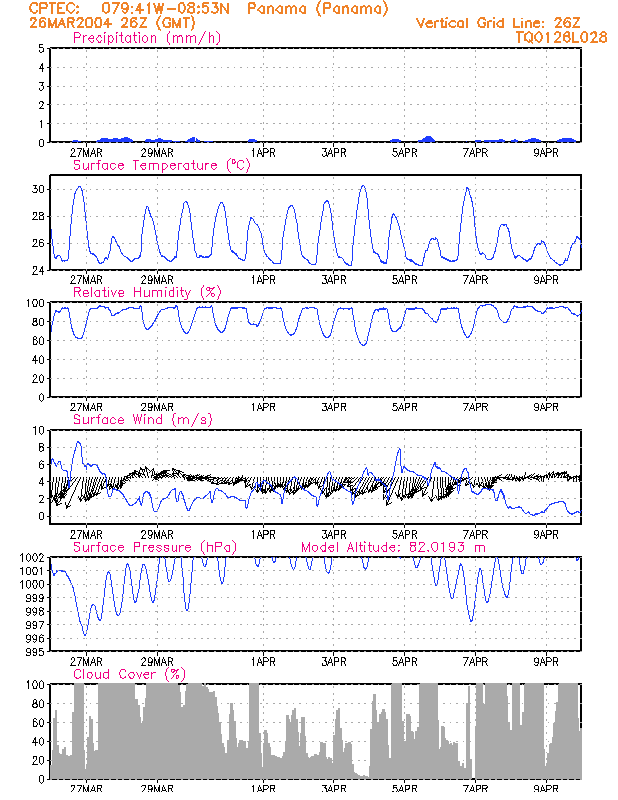 CPTEC: 079:41W-08:53N Panama (Panama)
26MAR2004 26Z (GMT) Vertical Grid Line: 26Z
Precipitation (mm/h) TQ0126L028
5
4
3
2
1
0
27MAR 29MAR 1APR 3APR 5APR 7APR 9APR
Surface Temperature (°C)
30
28
26
24
27MAR 29MAR 1APR 3APR 5APR 7APR 9APR
Relative Humidity (%)
100
80
60
40
20
0
27MAR 29MAR 1APR 3APR 5APR 7APR 9APR
Surface Wind (m/s)
10
8
6
4
2
0
27MAR 29MAR 1APR 3APR 5APR 7APR 9APR
Surface Pressure (hPa) Model Altitude: 82.0193 m
1002
1001
1000
999
998
997
996
995
27MAR 29MAR 1APR 3APR 5APR 7APR 9APR
Cloud Cover (%)
100
80
60
40
20
0
27MAR 29MAR 1APR 3APR 5APR 7APR 9APR